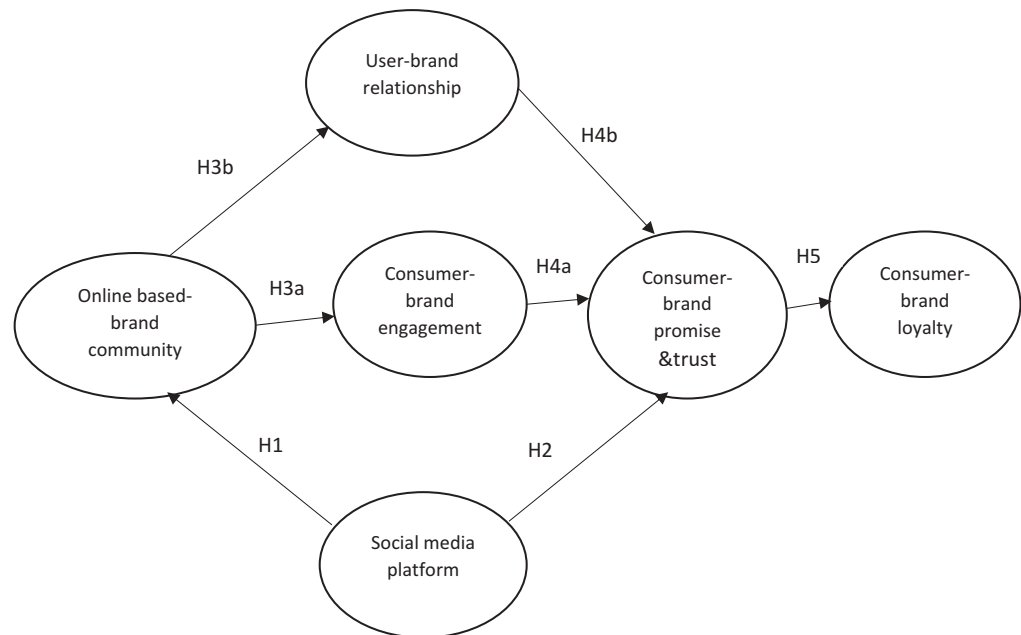 User-brand
relationship
H4b
H3b
Online based-
brand
community
H3a
Consumer-
brand
engagement
H4a
Consumer-
brand
promise
&trust
H5
Consumer-
brand
loyalty
H1
H2
Social media
platform